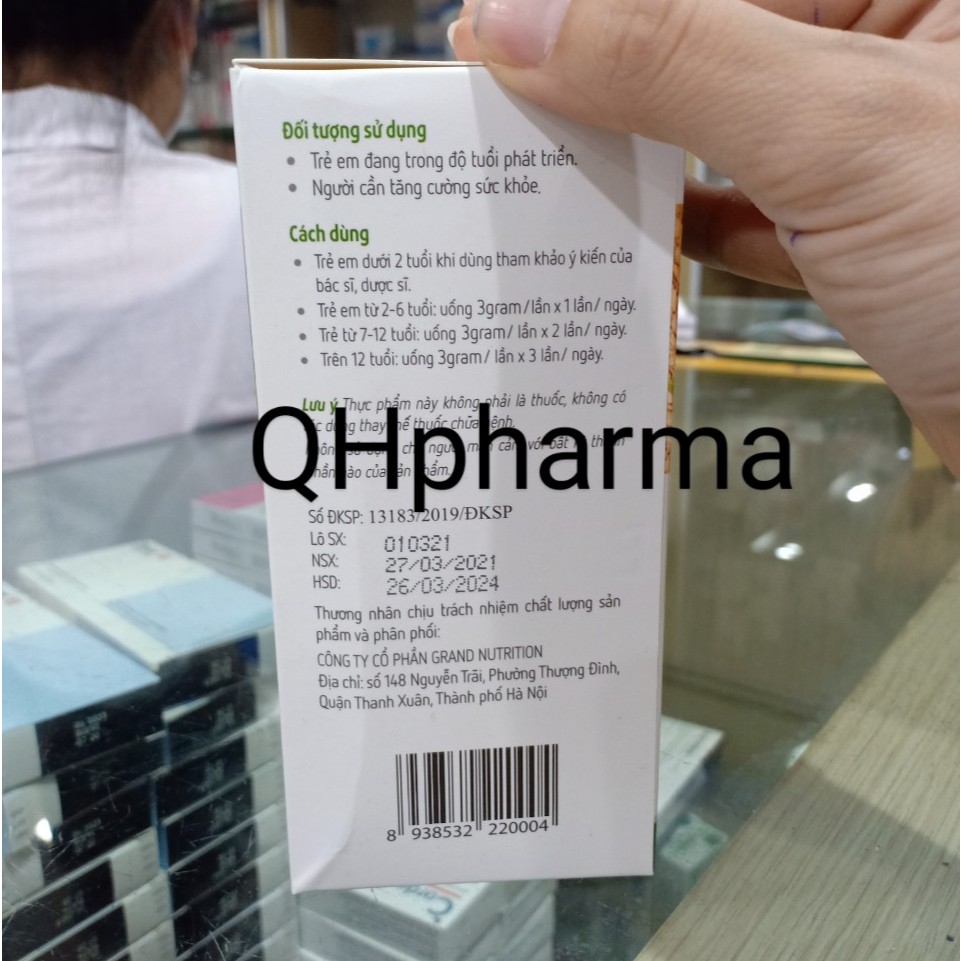 Đối tượng sử dụng
• Trẻ em đang trong độ tuổi phát triển.
• Người cần tăng cường sức khỏe.
Cách dùng
• Trẻ em dưới 2 tuổi khi dùng tham khảo ý kiến của
bác sĩ, dược sĩ.
• Trẻ em từ 2-6 tuổi: uống 3gram/lần x 1 lần/ ngày.
• Trẻ từ 7-12 tuổi: uống 3gram/ lần x 2 lần/ ngày.
• Trên 12 tuổi: uống 3gram/ lần x 3 lần/ ngày.
Lưu ý Thực phẩm này không phải là thuốc, không có
dụng thay thế thuốc chữa bệnh.
QHpharma
Số ĐKSP: 13183/2019/ĐKSP
Lô SX: 010321
NSX: 27/03/2021
HSD: 26/03/2024
Thương nhân chịu trách nhiệm chất lượng sản
phẩm và phân phối:
CÔNG TY CỔ PHẦN GRAND NUTRITION
Địa chỉ: số 148 Nguyễn Trãi, Phường Thượng Đình,
Quận Thanh Xuân, Thành phố Hà Nội
8 938532 220004